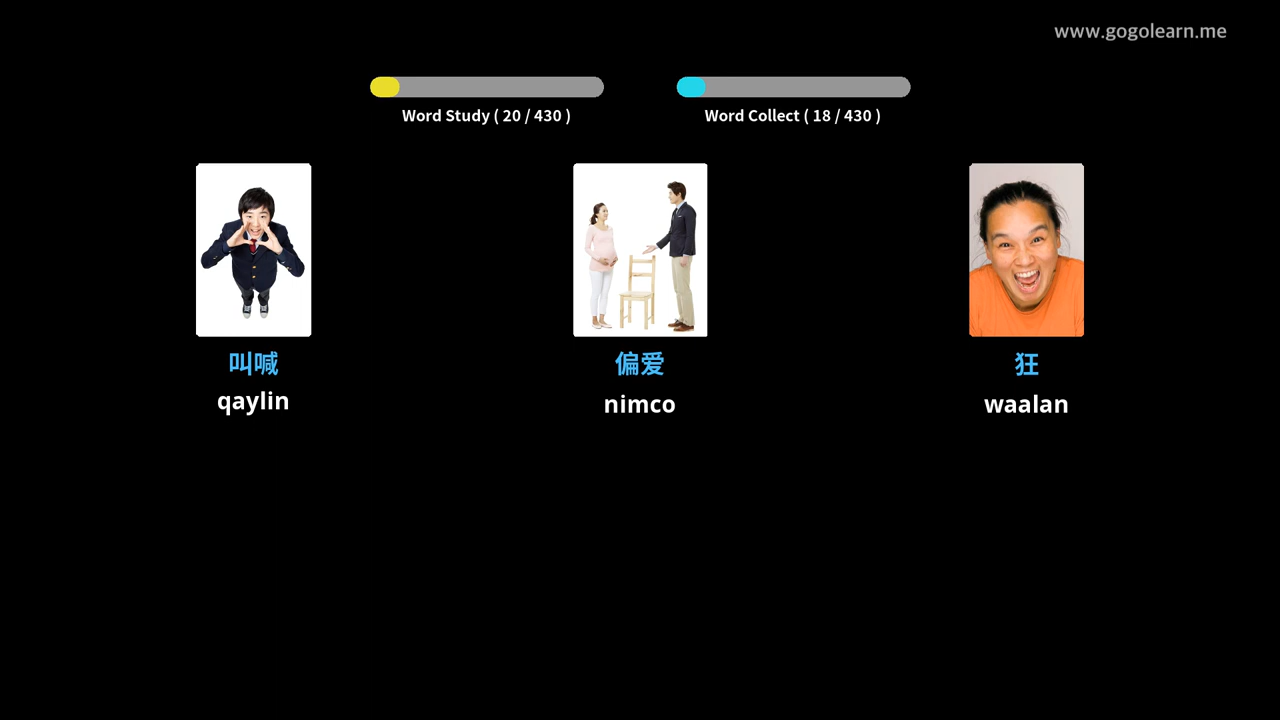 www.gogolearn.me
Word Study ( 20 / 430 )
Word Collect ( 18 / 430 )
叫喊
偏爱
狂
qaylin
nimco
waalan